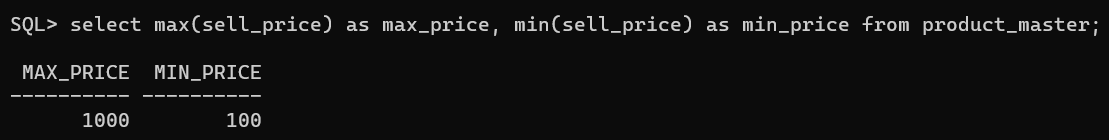 SQL> select max(sell_price) as max_price, min(sell_price) as min_price from product_master;
 MAX_PRICE  MIN_PRICE
---------- ----------
      1000        100